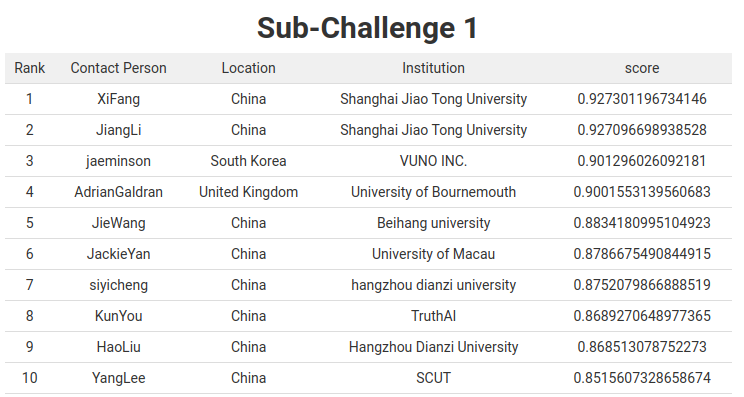 Sub-Challenge 1
Rank Contact Person Location Institution score
1 XiFang China Shanghai Jiao Tong University 0.927301196734146
2 JiangLi China Shanghai Jiao Tong University 0.927096698938528
3 jaeminson South Korea VUNO INC. 0.901296026092181
4 AdrianGaldran United Kingdom University of Bournemouth 0.9001553139560683
5 JieWang China Beihang university 0.8834180995104923
6 JackieYan China University of Macau 0.8786675490844915
7 siyicheng China hangzhou dianzi university 0.8752079866888519
8 KunYou China TruthAI 0.8689270648977365
9 HaoLiu China Hangzhou Dianzi University 0.868513078752273
10 YangLee China SCUT 0.8515607328658674